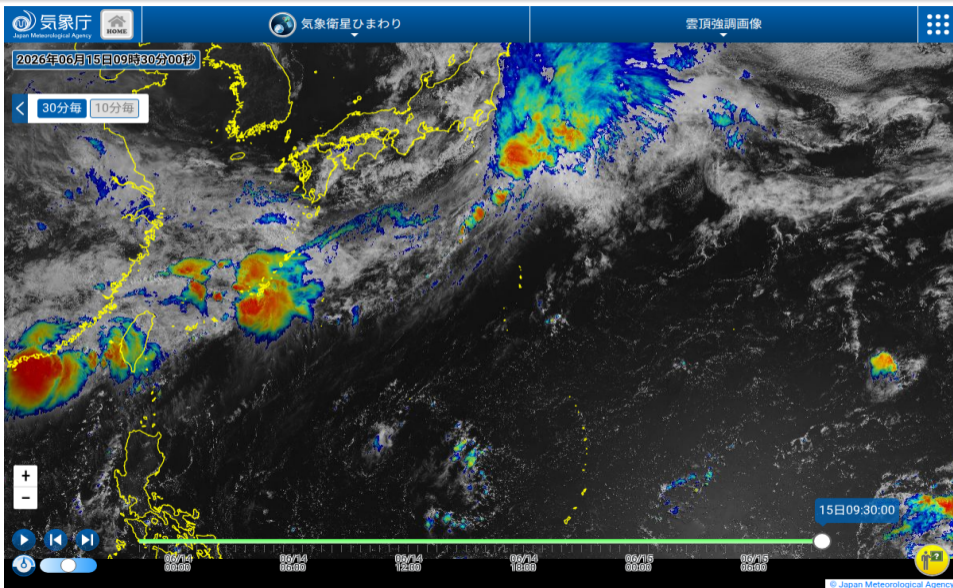 気象庁
Japan Meteorological Agency
HOME
気象衛星ひまわり
雲頂強調画像
2026年06月15日09時30分00秒
30分毎
10分毎
+
−
15日09:30:00
06/14 00:00
06/14 06:00
06/14 12:00
06/14 18:00
06/15 00:00
06/15 06:00
© Japan Meteorological Agency